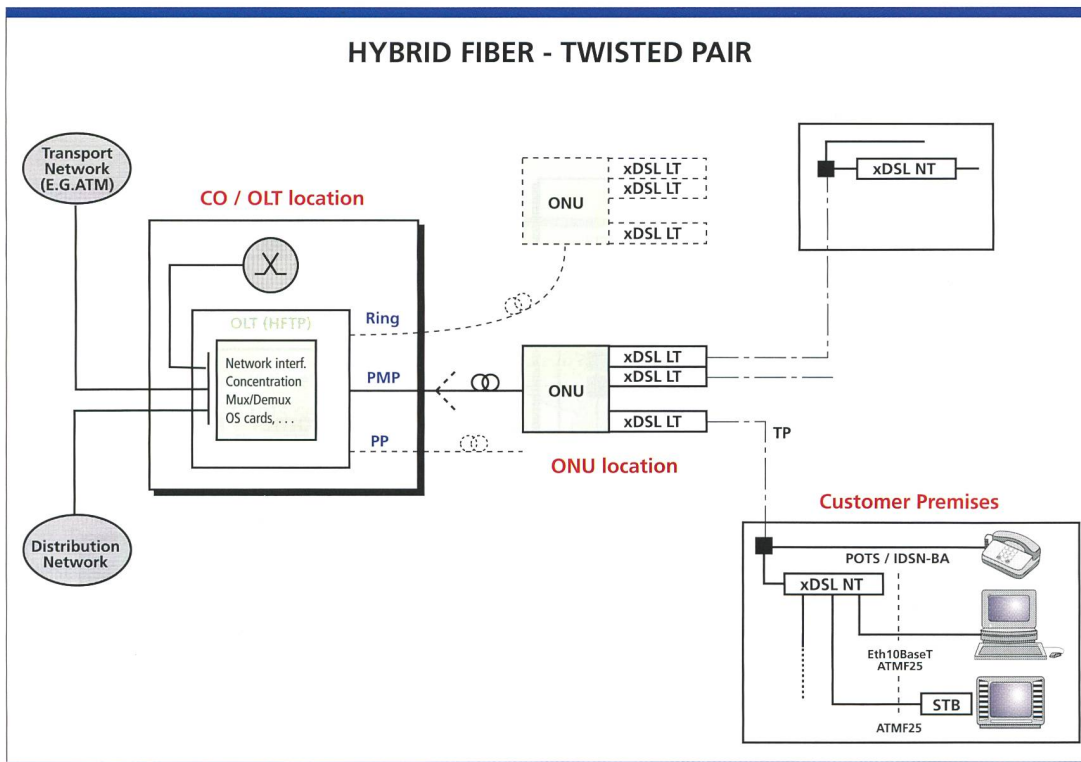 HYBRID FIBER - TWISTED PAIR
Transport
Network
(E.G.ATM)
CO / OLT location
OLT (HFTP)
Network interf.
Concentration
Mux/Demux
OS cards, . . .
Distribution
Network
Ring
PMP
PP
ONU
xDSL LT
xDSL LT
xDSL LT
ONU
xDSL LT
xDSL LT
xDSL LT
ONU location
TP
xDSL NT
Customer Premises
POTS / IDSN-BA
xDSL NT
Eth10BaseT
ATMF25
STB
ATMF25